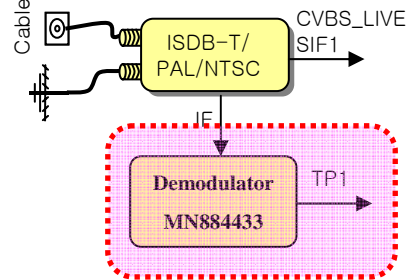 Cable
CVBS_LIVE
SIF1
ISDB-T/
PAL/NTSC
IF
Demodulator
MN884433
TP1